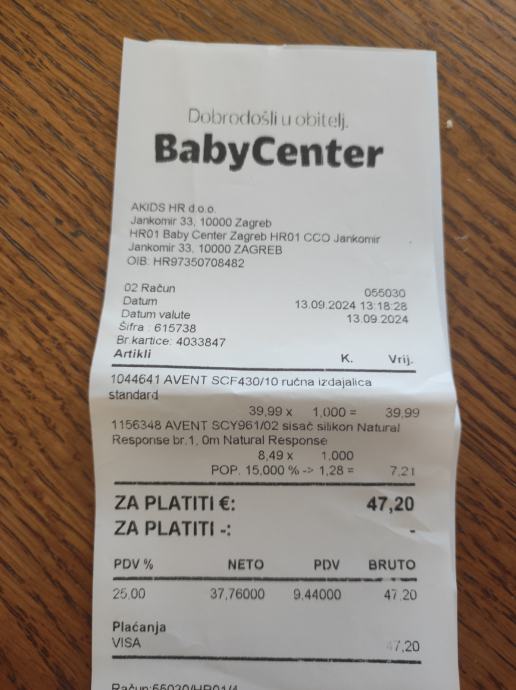 Dobrodošli u obitelj.
BabyCenter
AKIDS HR d.o.o.
Jankomir 33, 10000 Zagreb
HR01 Baby Center Zagreb HR01 CCO Jankomir
Jankomir 33, 10000 ZAGREB
OIB: HR97350708482
02 Račun 055030
Datum 13.09.2024 13:18:28
Datum valute 13.09.2024
Šifra : 615738
Br.kartice: 4033847
Artikli K. Vrij.
1044641 AVENT SCF430/10 ručna izdajalica
standard
39,99 x 1,000 = 39,99
1156348 AVENT SCY961/02 sisač silikon Natural
Response br.1, 0m Natural Response
8,49 x 1,000
POP. 15,000 % -> 1,28 = 7,21
ZA PLATITI €: 47,20
ZA PLATITI -: -
PDV % NETO PDV BRUTO
25,00 37,76000 9,44000 47,20
Plaćanja
VISA 47,20